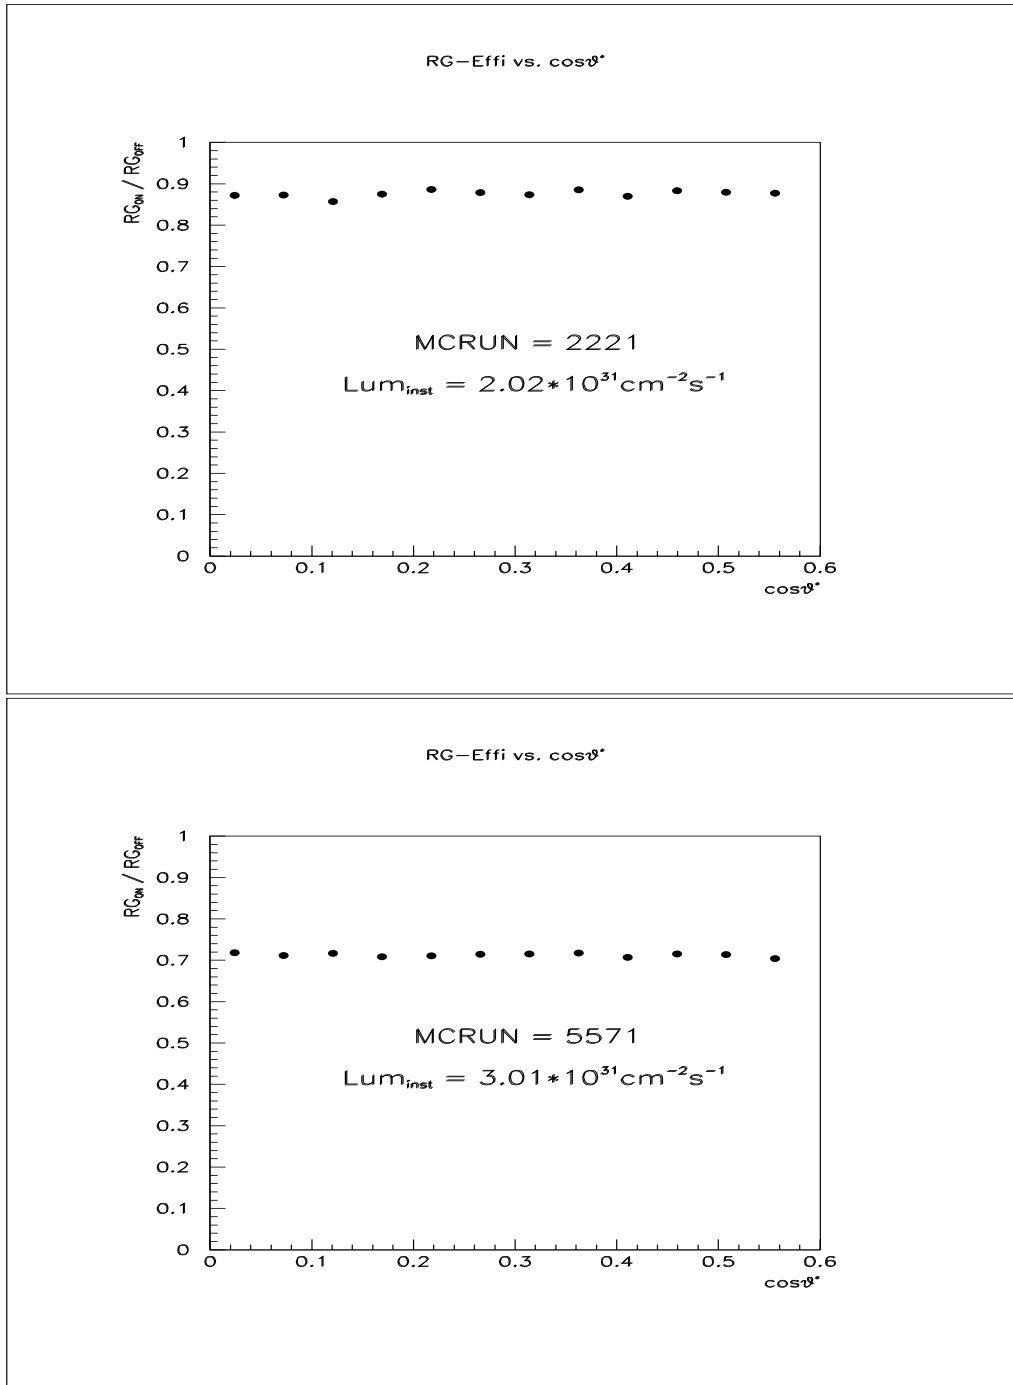 RG−Effi vs. cosϑ*
RG_ON / RG_OFF
1
0.9
0.8
0.7
0.6
0.5
0.4
0.3
0.2
0.1
0
MCRUN = 2221
Lum_inst = 2.02*10^31cm^−2s^−1
0 0.1 0.2 0.3 0.4 0.5 0.6
cosϑ*
RG−Effi vs. cosϑ*
RG_ON / RG_OFF
1
0.9
0.8
0.7
0.6
0.5
0.4
0.3
0.2
0.1
0
MCRUN = 5571
Lum_inst = 3.01*10^31cm^−2s^−1
0 0.1 0.2 0.3 0.4 0.5 0.6
cosϑ*